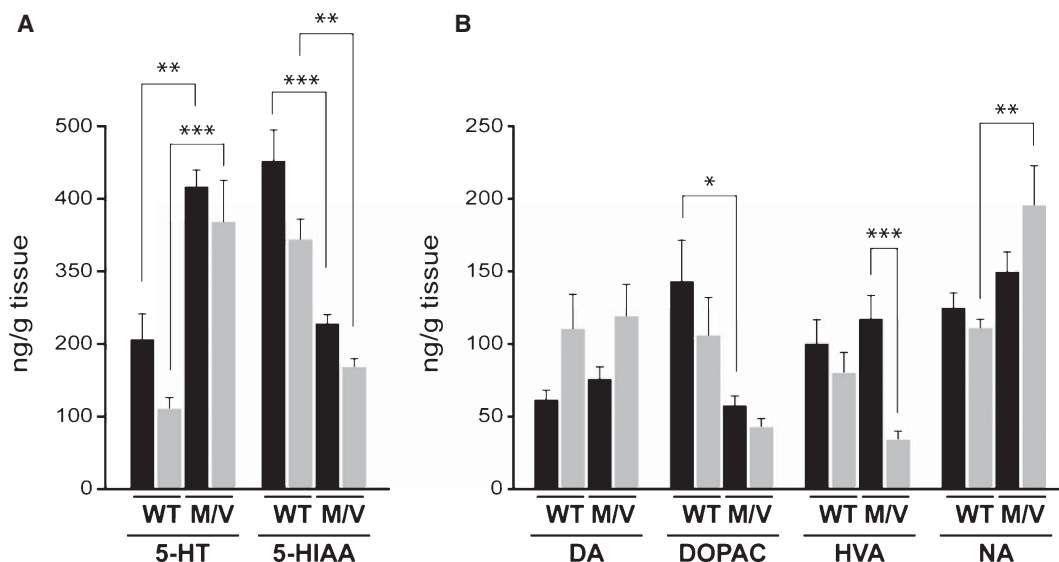 A
B
**
**
***
***
500
400
350
200
100
0
ng/g tissue
WT M/V WT M/V
5-HT 5-HIAA
*
***
**
250
200
150
100
50
0
ng/g tissue
WT M/V WT M/V WT M/V WT M/V
DA DOPAC HVA NA